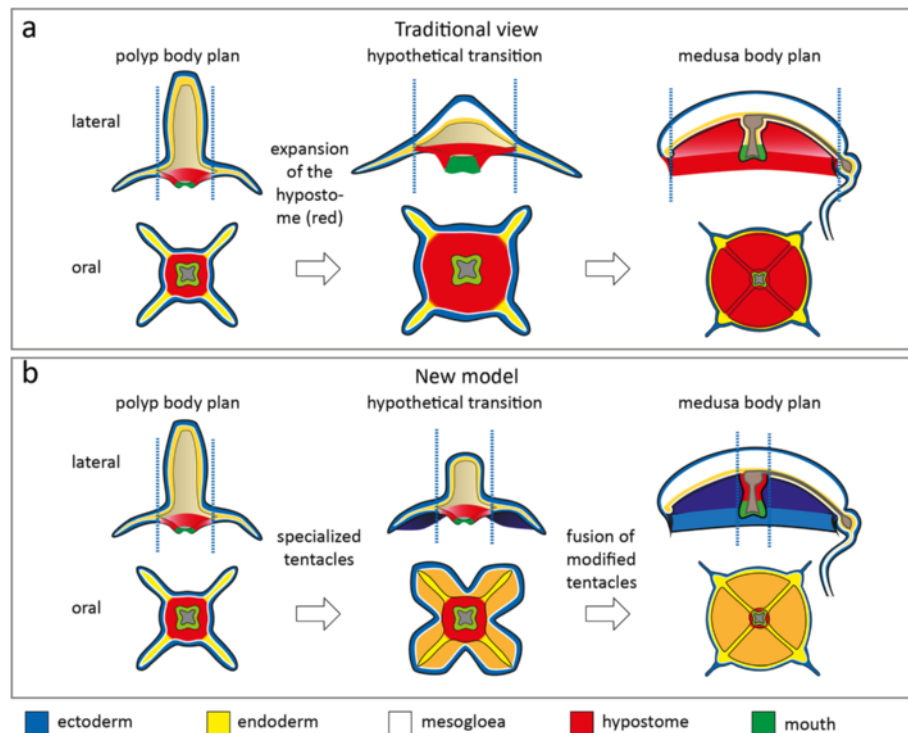 a
Traditional view
polyp body plan
hypothetical transition
medusa body plan
lateral
expansion
of the
hyposto-
me (red)
oral
b
New model
polyp body plan
hypothetical transition
medusa body plan
lateral
specialized
tentacles
fusion of
modified
tentacles
oral
ectoderm
endoderm
mesogloea
hypostome
mouth